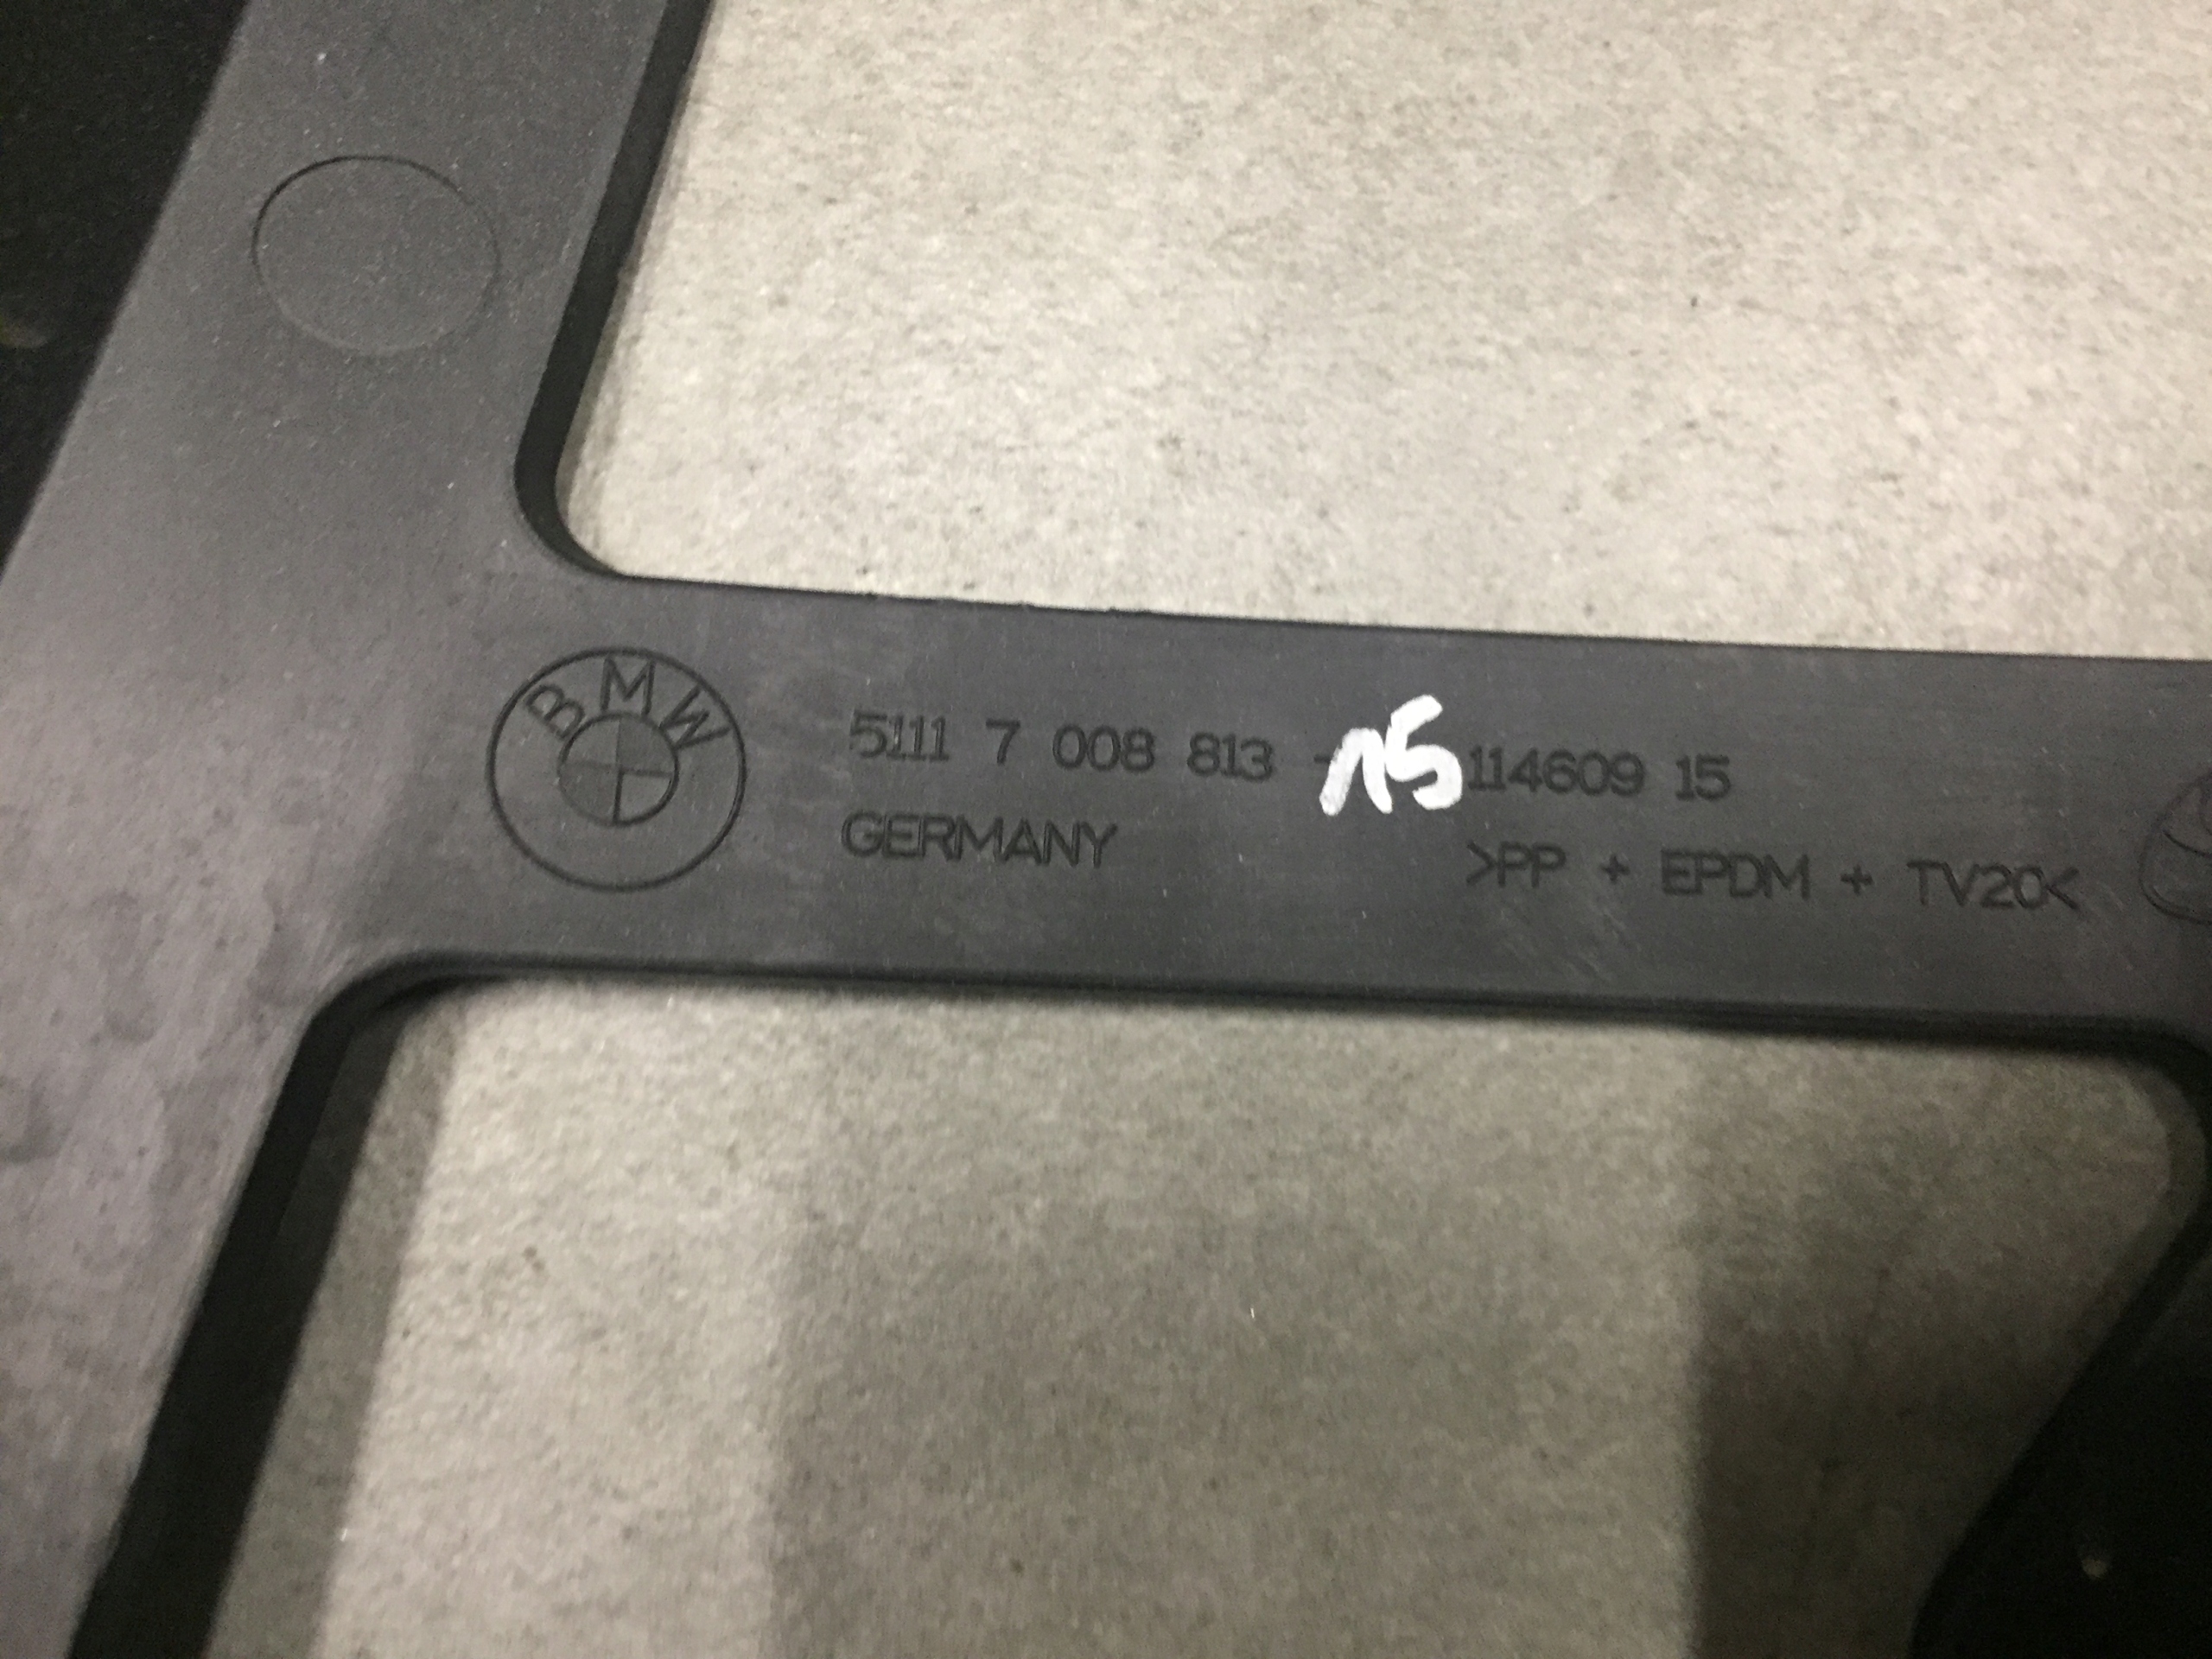 BMW
5111 7 008 813 - 15 114609 15
GERMANY
>PP + EPDM + TV20<